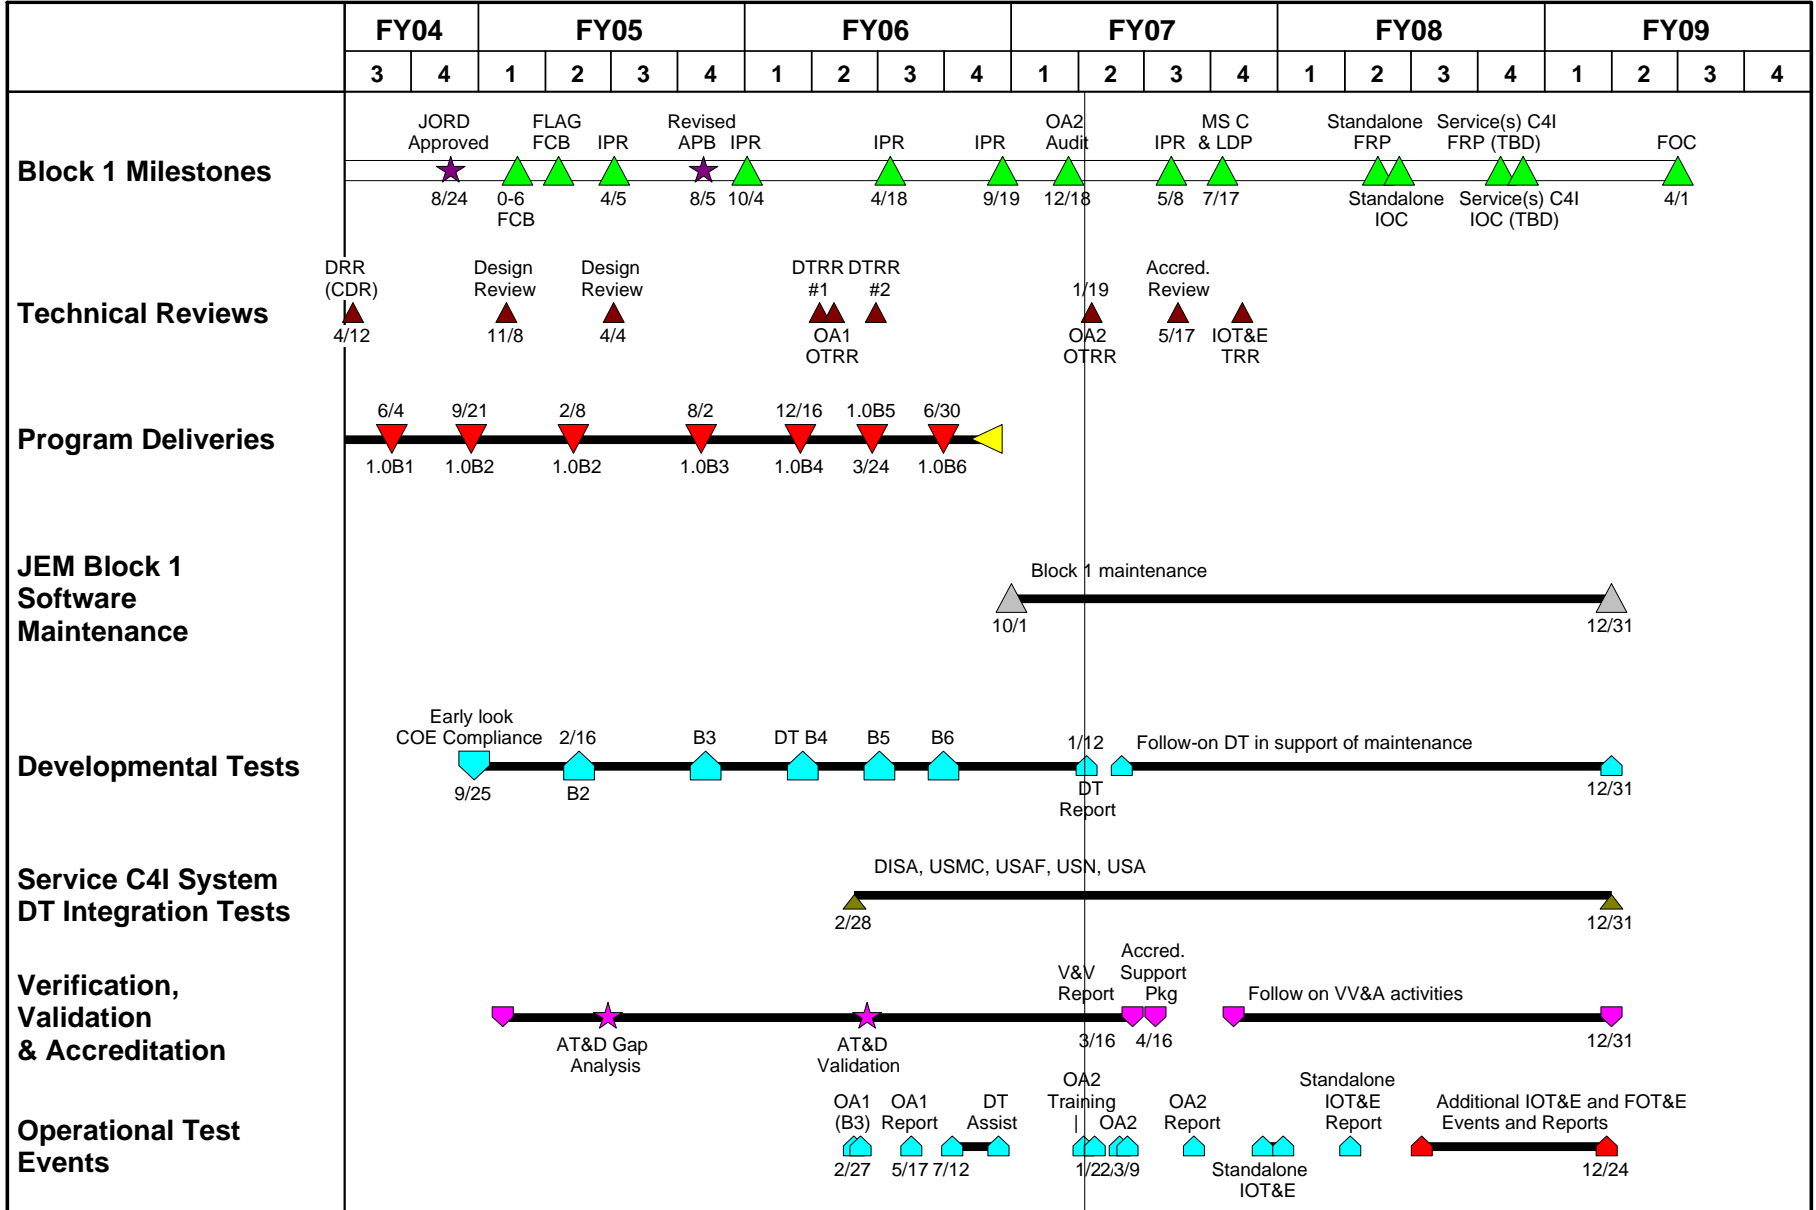 FY04 FY05 FY06 FY07 FY08 FY09
3 4 1 2 3 4 1 2 3 4 1 2 3 4 1 2 3 4 1 2 3 4
Block 1 Milestones
JORD FLAG Revised OA2 MS C Standalone Service(s) C4I
Approved FCB IPR APB IPR IPR IPR Audit IPR & LDP FRP FRP (TBD) FOC
8/24 0-6 4/5 8/5 10/4 4/18 9/19 12/18 5/8 7/17 Standalone Service(s) C4I 4/1
FCB IOC IOC (TBD)
Technical Reviews
DRR Design Design DTRR DTRR Accred.
(CDR) Review Review #1 #2 1/19 Review
4/12 11/8 4/4 OA1 OA2 5/17 IOT&E
OTRR OTRR TRR
Program Deliveries
6/4 9/21 2/8 8/2 12/16 1.0B5 6/30
1.0B1 1.0B2 1.0B2 1.0B3 1.0B4 3/24 1.0B6
JEM Block 1
Software
Maintenance
Block 1 maintenance
10/1 12/31
Developmental Tests
Early look
COE Compliance 2/16 B3 DT B4 B5 B6 1/12 Follow-on DT in support of maintenance
9/25 B2 DT 12/31
Report
Service C4I System
DT Integration Tests
DISA, USMC, USAF, USN, USA
2/28 12/31
Verification,
Validation
& Accreditation
Accred.
V&V Support
Report Pkg Follow on VV&A activities
AT&D Gap AT&D 3/16 4/16 12/31
Analysis Validation
Operational Test
Events
OA2 Standalone
OA1 OA1 DT Training OA2 IOT&E Additional IOT&E and FOT&E
(B3) Report Assist | OA2 Report Report Events and Reports
2/27 5/17 7/12 1/22/3/9 Standalone 12/24
IOT&E